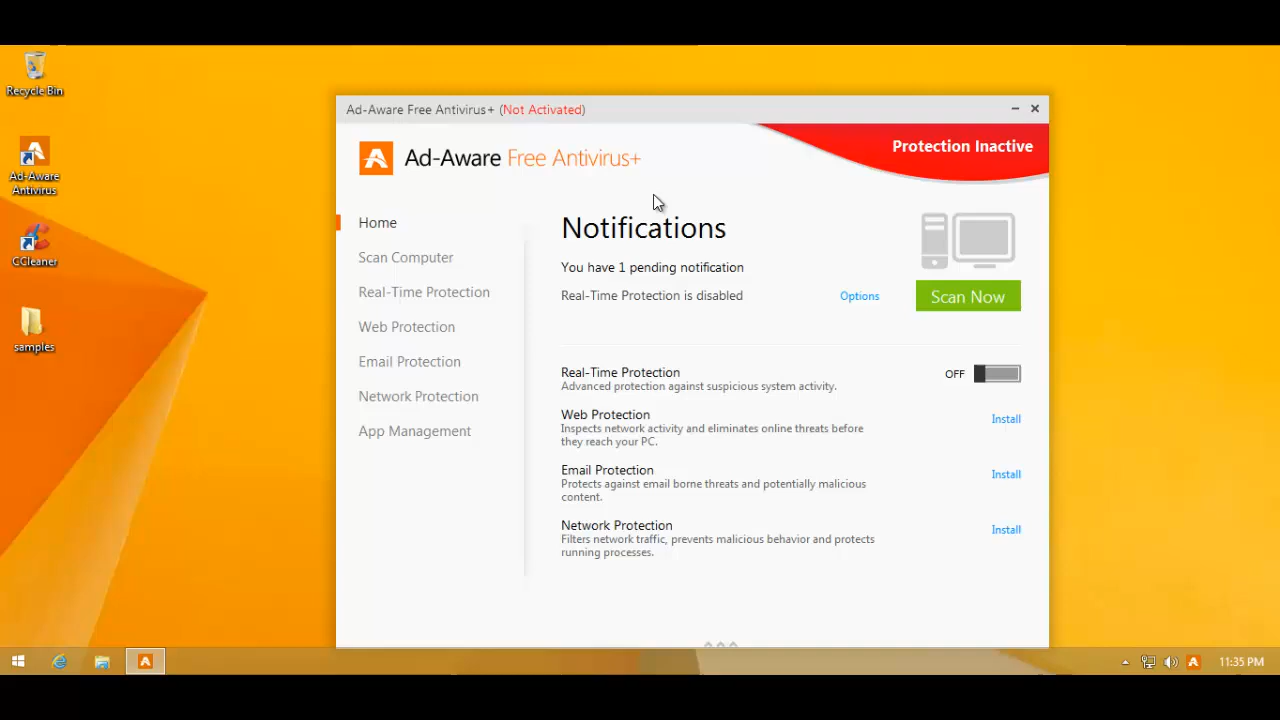 Recycle Bin
Ad-Aware
Antivirus
CCleaner
samples
Ad-Aware Free Antivirus+ (Not Activated)
Ad-Aware Free Antivirus+
Protection Inactive
Home
Scan Computer
Real-Time Protection
Web Protection
Email Protection
Network Protection
App Management
Notifications
You have 1 pending notification
Real-Time Protection is disabled
Options
Scan Now
Real-Time Protection
Advanced protection against suspicious system activity.
OFF
Web Protection
Inspects network activity and eliminates online threats before
they reach your PC.
Install
Email Protection
Protects against email borne threats and potentially malicious
content.
Install
Network Protection
Filters network traffic, prevents malicious behavior and protects
running processes.
Install
11:35 PM